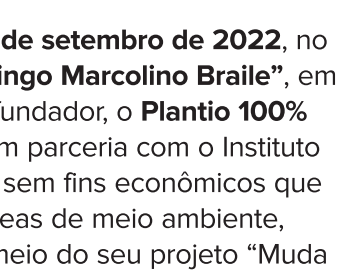 de setembro de 2022, no
ingo Marcolino Braile”, em
fundador, o Plantio 100%
m parceria com o Instituto
sem fins econômicos que
eas de meio ambiente,
meio do seu projeto “Muda